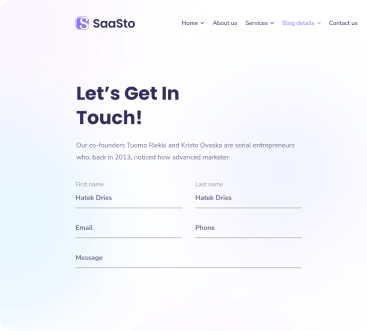 SaaSto
Home About us Services Blog details Contact us
Let's Get In
Touch!
Our co-founders Tuomo Riekki and Kristo Ovaska are serial entrepreneurs
who, back in 2013, noticed how advanced marketer
First name Last name
Hatek Dries Hatek Dries
Email Phone
Message